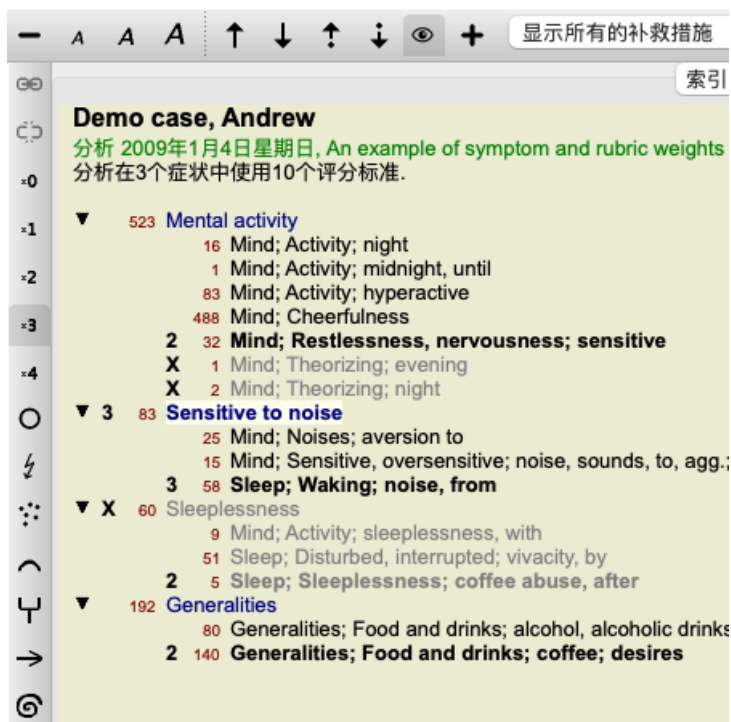 A A A 显示所有的补救措施
索引
Demo case, Andrew
分析 2009年1月4日星期日, An example of symptom and rubric weights
分析在3个症状中使用10个评分标准.
×0
×1
×2
×3
×4
▼ 523 Mental activity
16 Mind; Activity; night
1 Mind; Activity; midnight, until
83 Mind; Activity; hyperactive
488 Mind; Cheerfulness
2 32 Mind; Restlessness, nervousness; sensitive
X 1 Mind; Theorizing; evening
X 2 Mind; Theorizing; night
▼ 3 83 Sensitive to noise
25 Mind; Noises; aversion to
15 Mind; Sensitive, oversensitive; noise, sounds, to, agg.;
3 58 Sleep; Waking; noise, from
▼ X 60 Sleeplessness
9 Mind; Activity; sleeplessness, with
51 Sleep; Disturbed, interrupted; vivacity, by
2 5 Sleep; Sleeplessness; coffee abuse, after
▼ 192 Generalities
80 Generalities; Food and drinks; alcohol, alcoholic drinks
2 140 Generalities; Food and drinks; coffee; desires